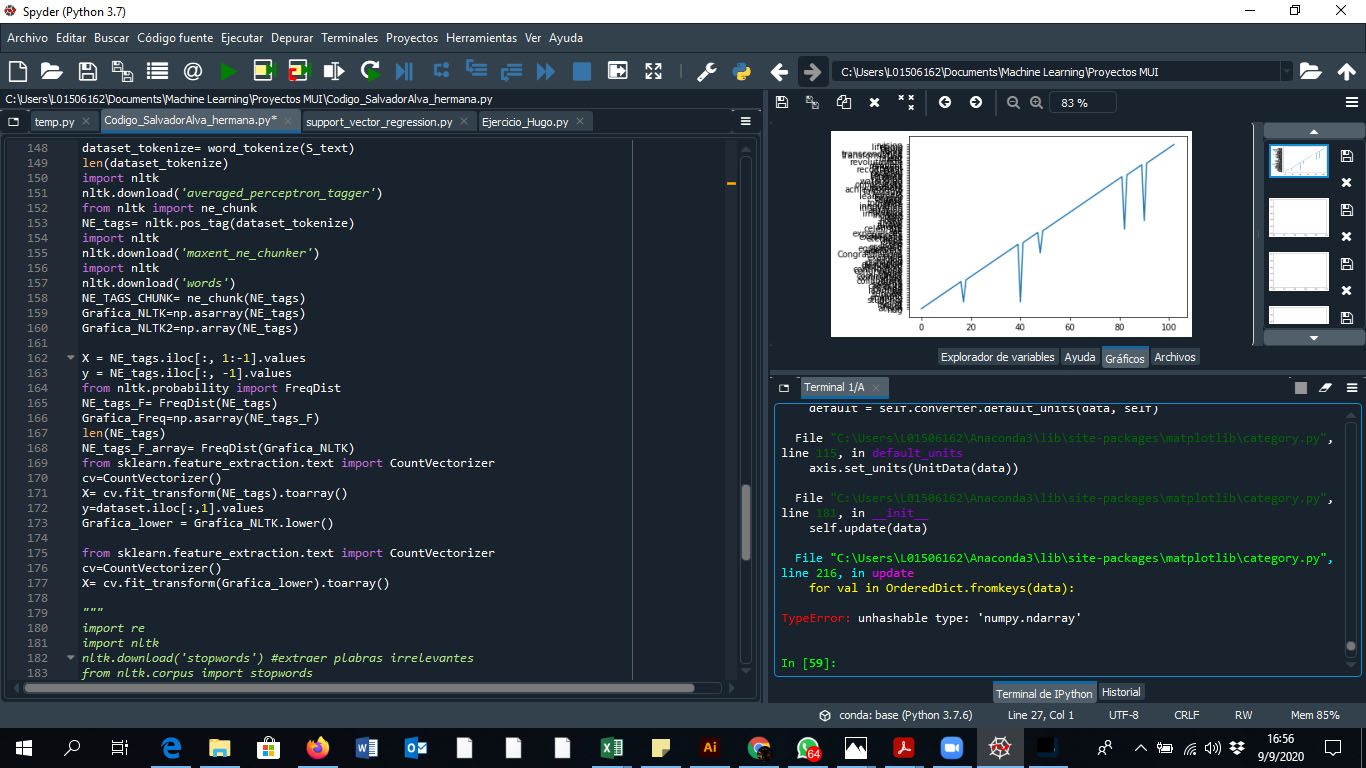 Spyder (Python 3.7)
Archivo Editar Buscar Código fuente Ejecutar Depurar Terminales Proyectos Herramientas Ver Ayuda
C:\Users\L01506162\Documents\Machine Learning\Proyectos MUI
C:\Users\L01506162\Documents\Machine Learning\Proyectos MUI\Codigo_SalvadorAlva_hermana.py
temp.py Codigo_SalvadorAlva_hermana.py* support_vector_regression.py Ejercicio_Hugo.py
148 dataset_tokenize= word_tokenize(S_text)
149 len(dataset_tokenize)
150 import nltk
151 nltk.download('averaged_perceptron_tagger')
152 from nltk import ne_chunk
153 NE_tags= nltk.pos_tag(dataset_tokenize)
154 import nltk
155 nltk.download('maxent_ne_chunker')
156 import nltk
157 nltk.download('words')
158 NE_TAGS_CHUNK= ne_chunk(NE_tags)
159 Grafica_NLTK=np.asarray(NE_tags)
160 Grafica_NLTK2=np.array(NE_tags)
161
162 X = NE_tags.iloc[:, 1:-1].values
163 y = NE_tags.iloc[:, -1].values
164 from nltk.probability import FreqDist
165 NE_tags_F= FreqDist(NE_tags)
166 Grafica_Freq=np.asarray(NE_tags_F)
167 len(NE_tags)
168 NE_tags_F_array= FreqDist(Grafica_NLTK)
169 from sklearn.feature_extraction.text import CountVectorizer
170 cv=CountVectorizer()
171 X= cv.fit_transform(NE_tags).toarray()
172 y=dataset.iloc[:,1].values
173 Grafica_lower = Grafica_NLTK.lower()
174
175 from sklearn.feature_extraction.text import CountVectorizer
176 cv=CountVectorizer()
177 X= cv.fit_transform(Grafica_lower).toarray()
178
179 """
180 import re
181 import nltk
182 nltk.download('stopwords') #extraer plabras irrelevantes
183 from nltk.corpus import stopwords
83 %
0 20 40 60 80 100
Explorador de variables Ayuda Gráficos Archivos
Terminal 1/A
default = self.converter.default_units(data, self)
File "C:\Users\L01506162\Anaconda3\lib\site-packages\matplotlib\category.py",
line 115, in default_units
axis.set_units(UnitData(data))
File "C:\Users\L01506162\Anaconda3\lib\site-packages\matplotlib\category.py",
line 181, in __init__
self.update(data)
File "C:\Users\L01506162\Anaconda3\lib\site-packages\matplotlib\category.py",
line 216, in update
for val in OrderedDict.fromkeys(data):
TypeError: unhashable type: 'numpy.ndarray'
In [59]:
Terminal de IPython Historial
conda: base (Python 3.7.6) Line 27, Col 1 UTF-8 CRLF RW Mem 85%
64
16:56
9/9/2020